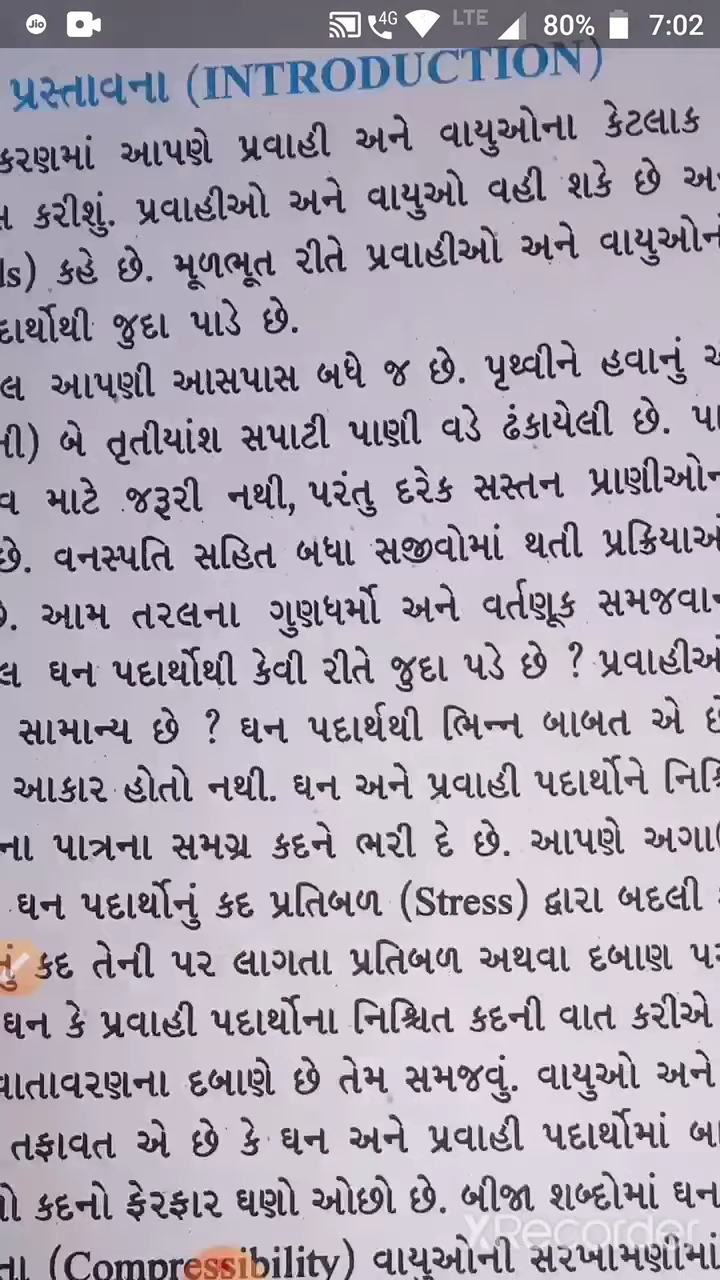 Jio 4G LTE 80% 7:02
પ્રસ્તાવના (INTRODUCTION)
કરણમાં આપણે પ્રવાહી અને વાયુઓના કેટલાક
કરીશું. પ્રવાહીઓ અને વાયુઓ વહી શકે છે
ds) કહે છે. મૂળભૂત રીતે પ્રવાહીઓ અને
દાર્થોથી જુદા પાડે છે.
લ આપણી આસપાસ બધે જ છે. પૃથ્વીને હવાનું
ની) બે તૃતીયાંશ સપાટી પાણી વડે ઢંકાયેલી છે. પા
વ માટે જરૂરી નથી, પરંતુ દરેક સસ્તન
છે. વનસ્પતિ સહિત બધા સજીવોમાં થતી
છે. આમ તરલના ગુણધર્મો અને વર્તણૂક
લ ઘન પદાર્થોથી કેવી રીતે જુદા પડે છે ?
સામાન્ય છે ? ઘન પદાર્થથી ભિન્ન બાબત એ
આકાર હોતો નથી. ઘન અને પ્રવાહી પદાર્થોને
ના પાત્રના સમગ્ર કદને ભરી દે છે. આપણે
ઘન પદાર્થોનું કદ પ્રતિબળ (Stress) દ્વારા બદલી
નું કદ તેની પર લાગતા પ્રતિબળ અથવા દબાણ
ઘન કે પ્રવાહી પદાર્થોના નિશ્ચિત કદની વાત કરીએ
વાતાવરણના દબાણે છે તેમ સમજવું. વાયુઓ અને
તફાવત એ છે કે ઘન અને પ્રવાહી પદાર્થોમાં બા
કદનો ફેરફાર ઘણો ઓછો છે. બીજા શબ્દોમાં ઘન
XRecorder
તા (Compressibility) વાયુઓની સરખામણીમાં